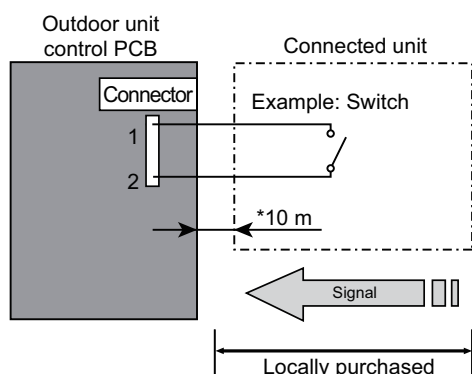 Outdoor unit
control PCB
Connected unit
Connector
Example: Switch
1
2
*10 m
Signal
Locally purchased